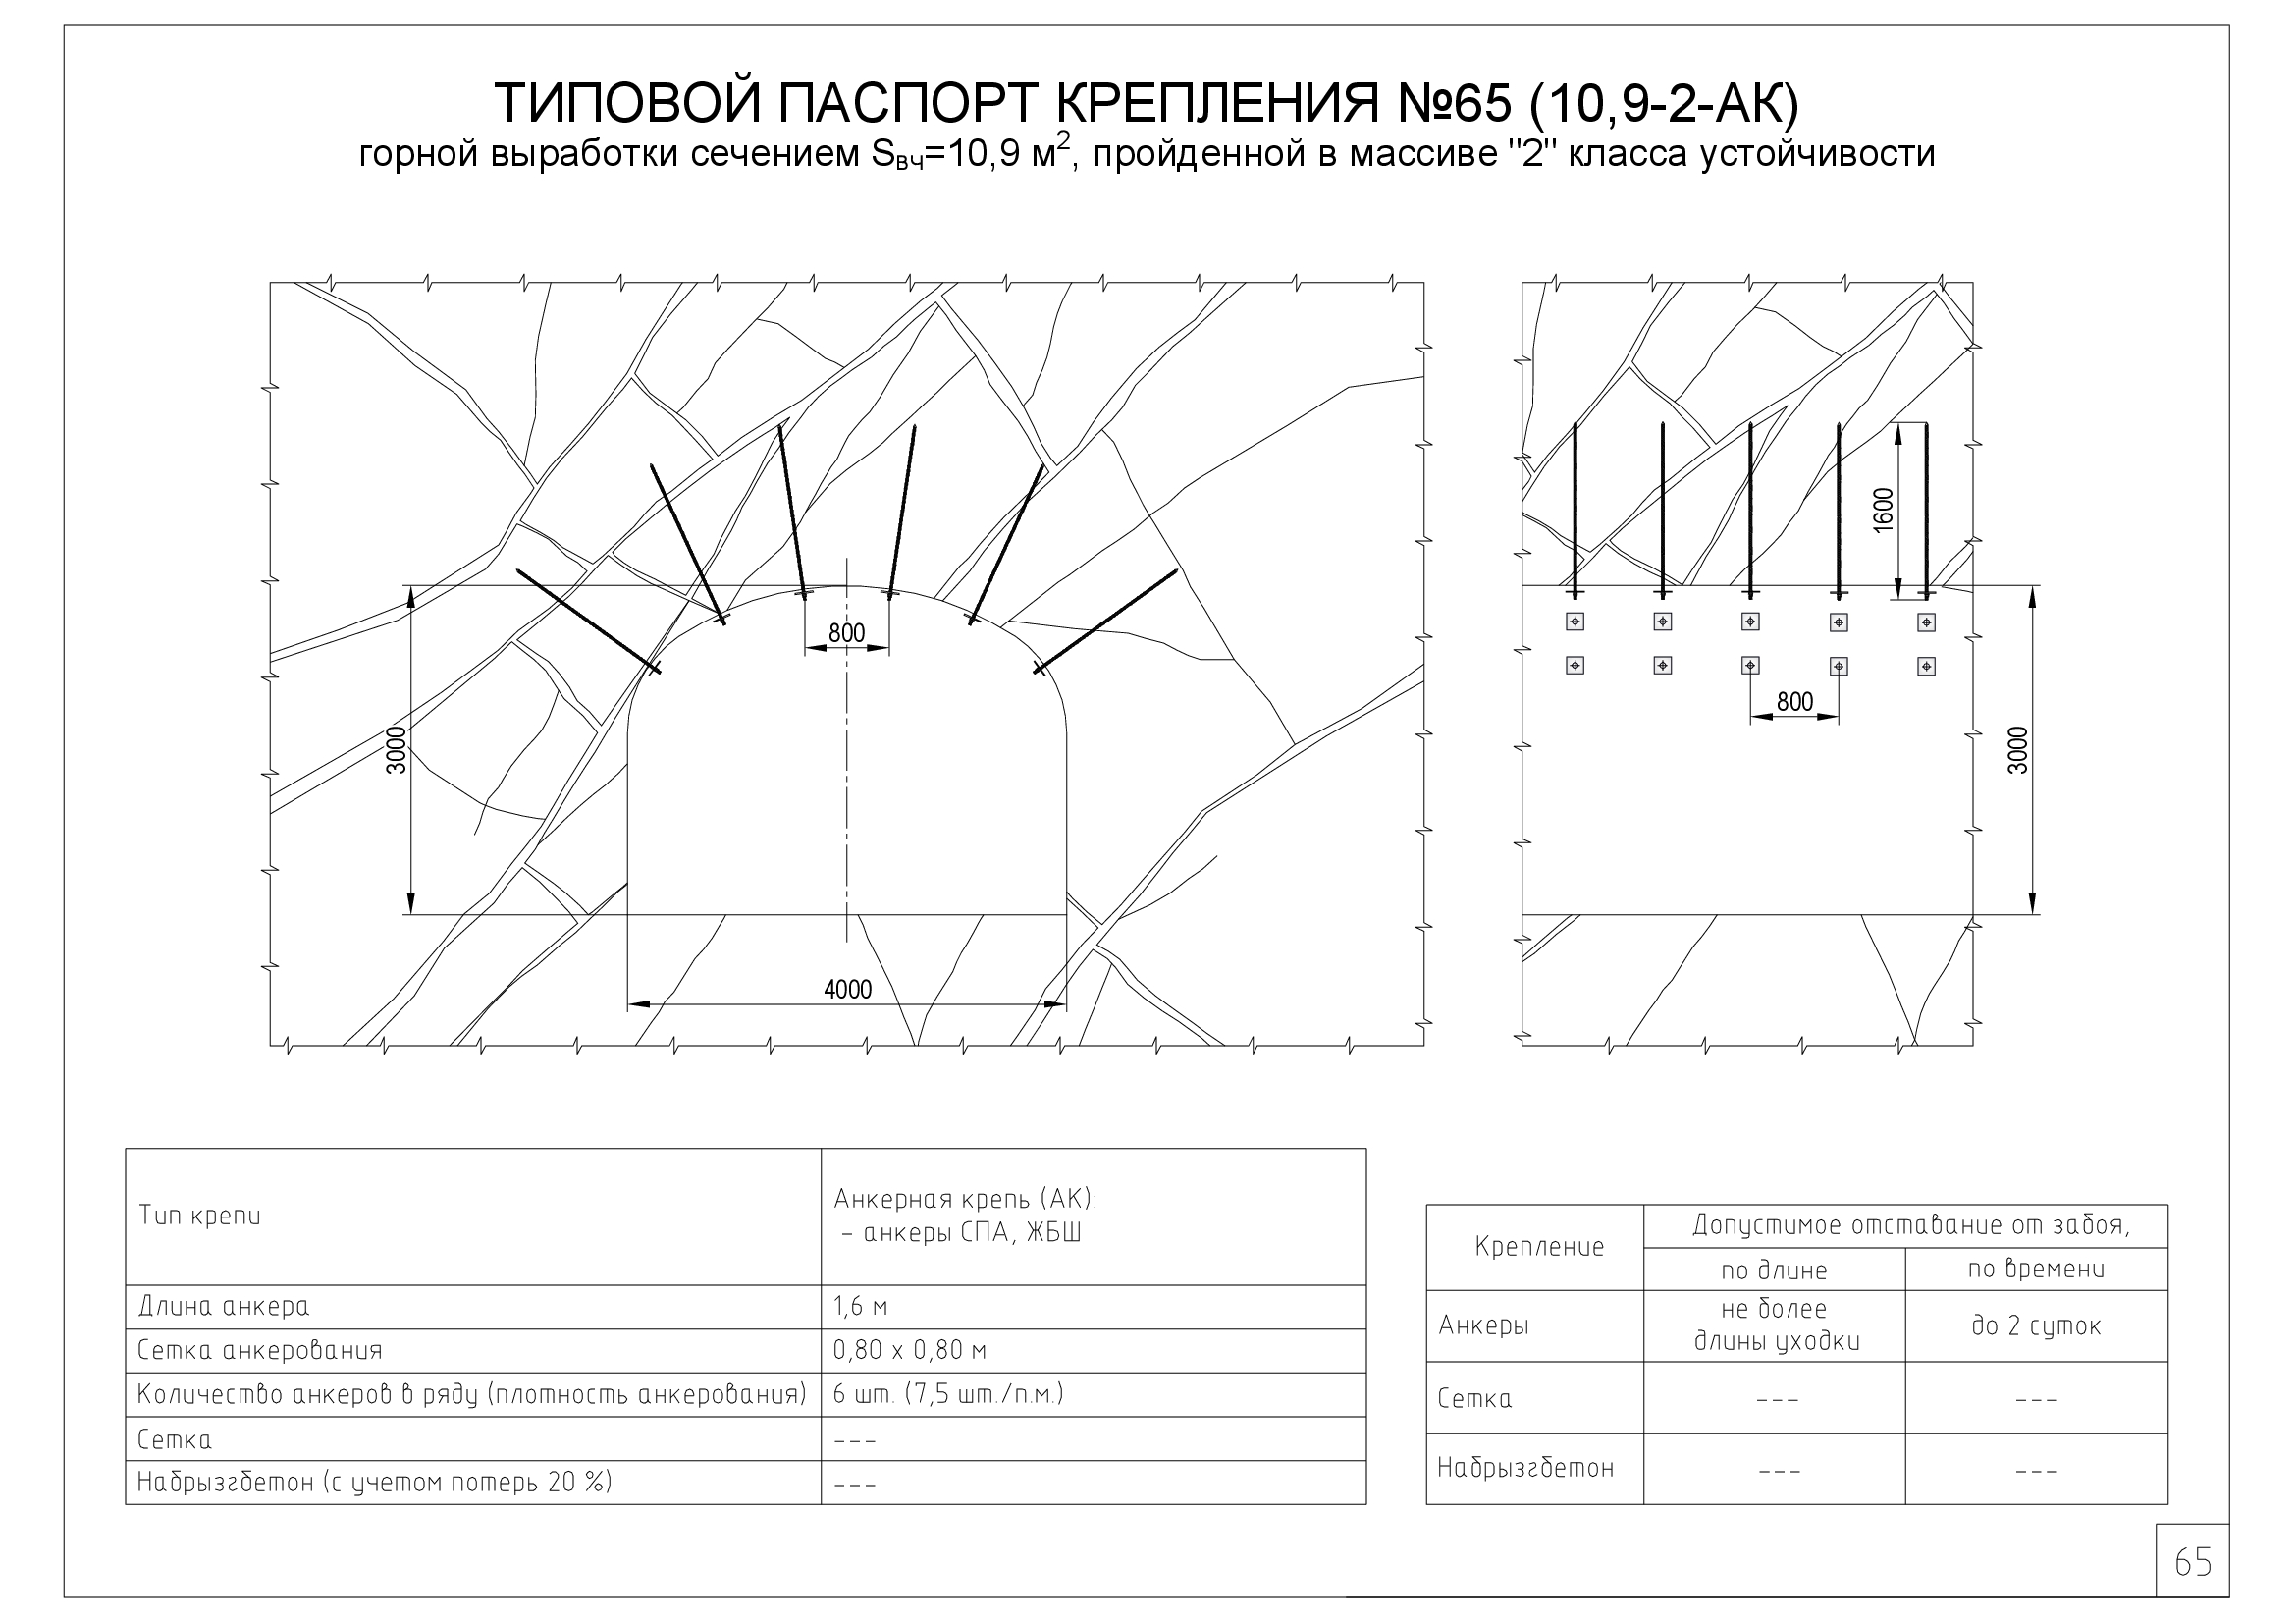 ТИПОВОЙ ПАСПОРТ КРЕПЛЕНИЯ №65 (10,9-2-АК)
горной выработки сечением Sвч=10,9 м², пройденной в массиве "2" класса устойчивости
1600
800
800
3000
3000
4000
Тип крепи
Анкерная крепь (АК):
- анкеры СПА, ЖБШ
Длина анкера
1,6 м
Сетка анкерования
0,80 х 0,80 м
Количество анкеров в ряду (плотность анкерования)
6 шт. (7,5 шт./п.м.)
Сетка
---
Набрызгбетон (с учетом потерь 20 %)
---
Крепление
Допустимое отставание от забоя,
по длине
по времени
Анкеры
не более
длины уходки
до 2 суток
Сетка
---
---
Набрызгбетон
---
---
65